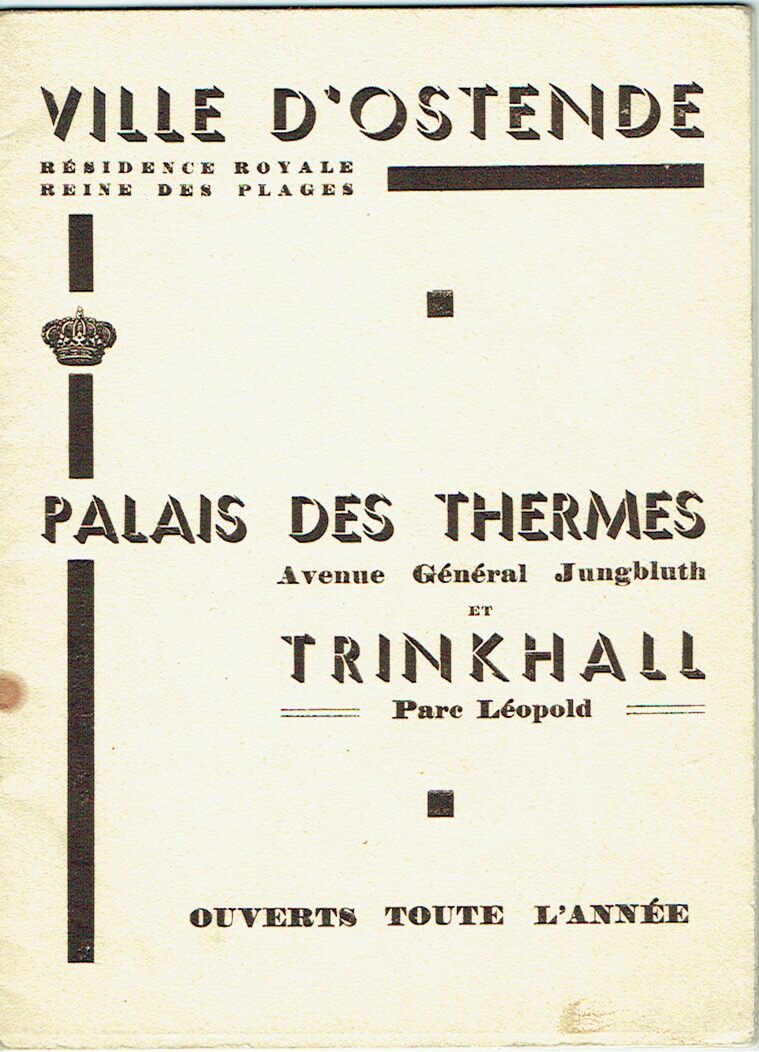 VILLE D'OSTENDE
RÉSIDENCE ROYALE
REINE DES PLAGES
PALAIS DES THERMES
Avenue Général Jungbluth
ET
TRINKHALL
Parc Léopold
OUVERTS TOUTE L'ANNÉE